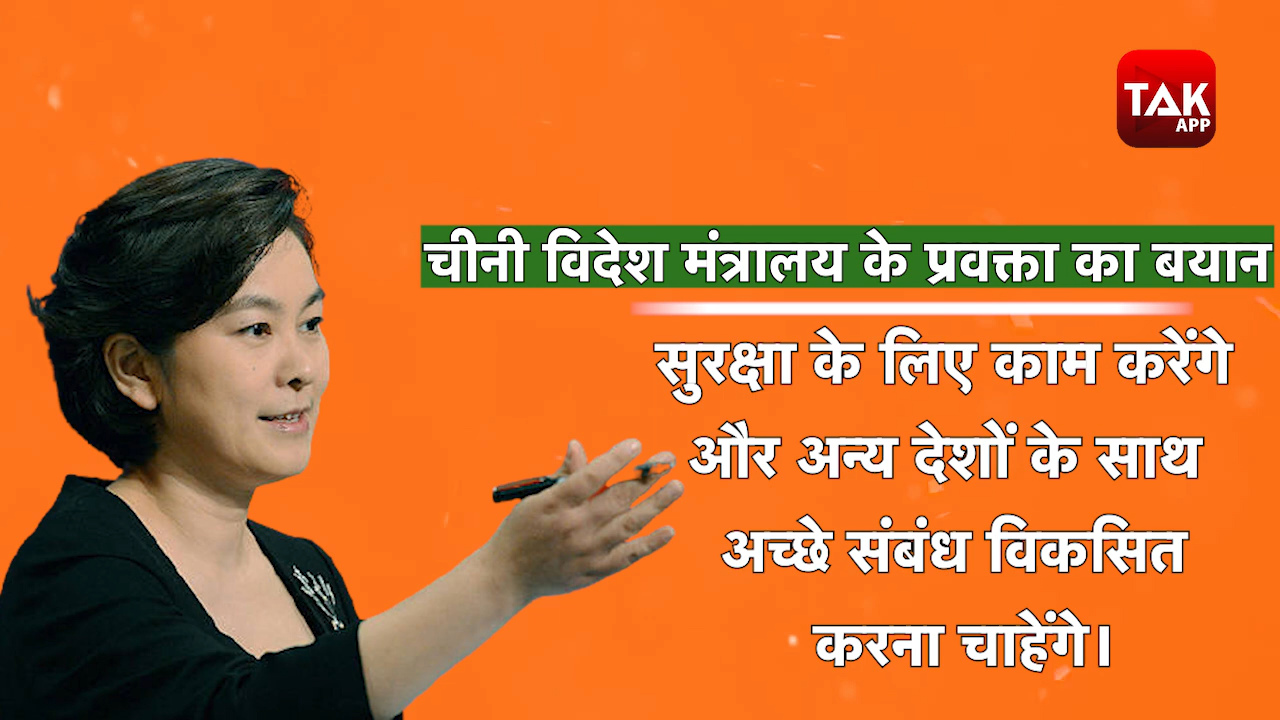 TAK
APP
चीनी विदेश मंत्रालय के प्रवक्ता का बयान
सुरक्षा के लिए काम करेंगे
और अन्य देशों के साथ
अच्छे संबंध विकसित
करना चाहेंगे।